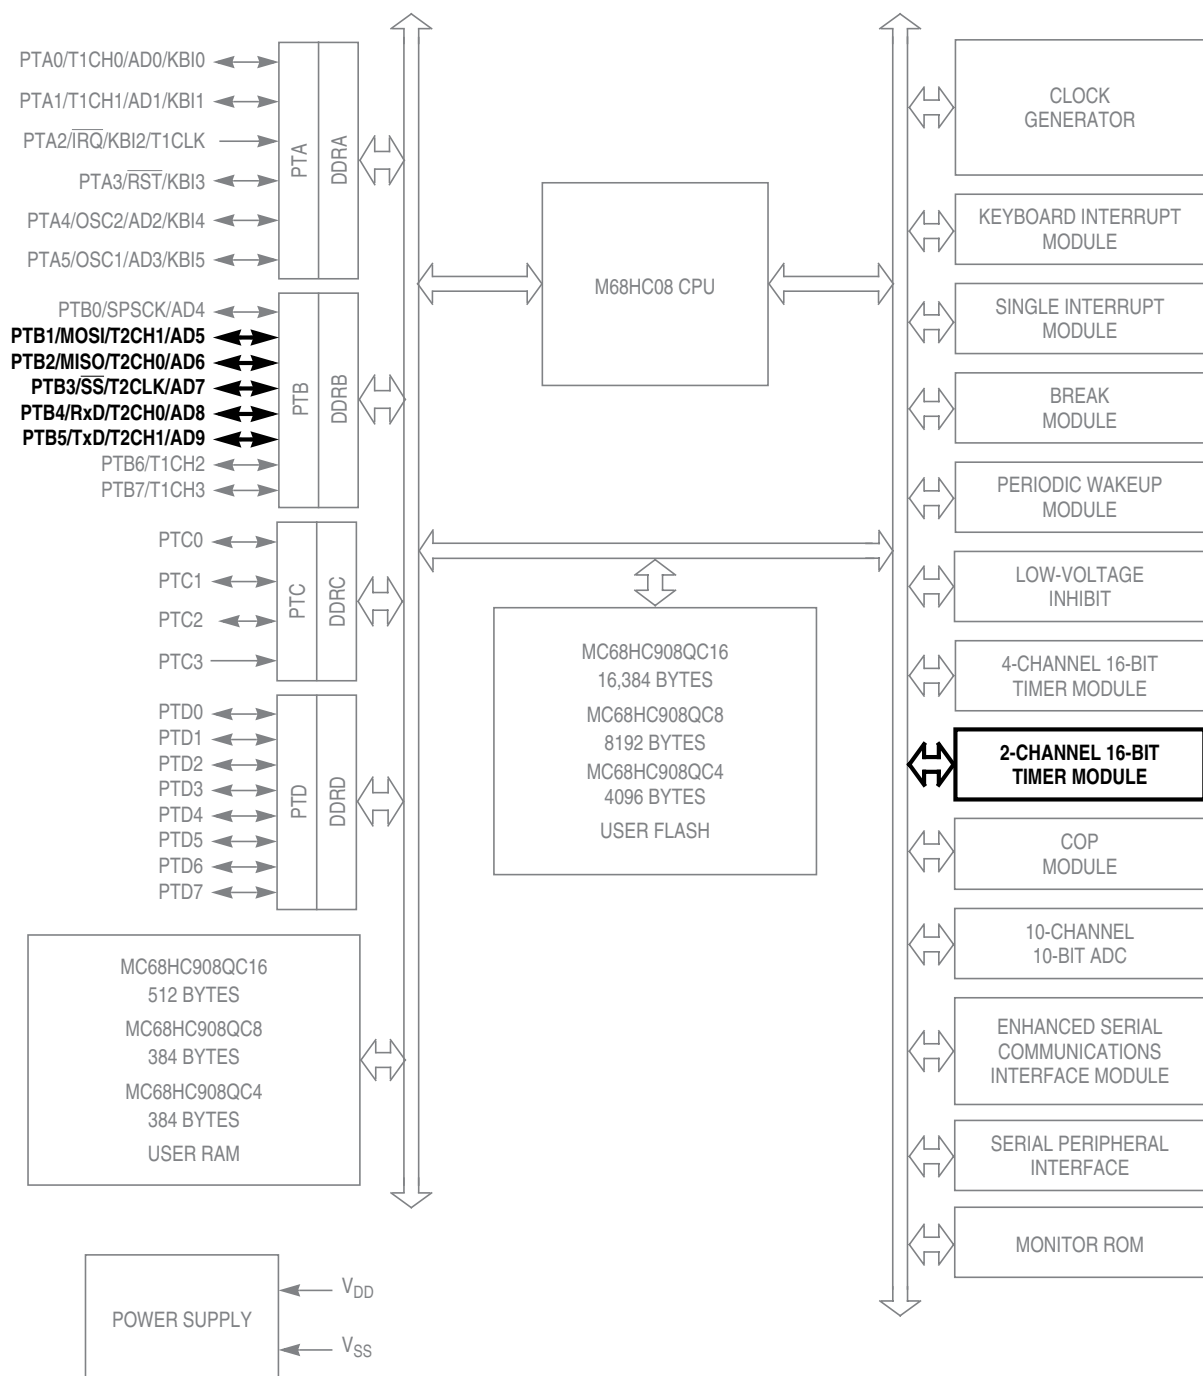 PTA0/T1CH0/AD0/KBI0
PTA1/T1CH1/AD1/KBI1
PTA2/IRQ/KBI2/T1CLK
PTA3/RST/KBI3
PTA4/OSC2/AD2/KBI4
PTA5/OSC1/AD3/KBI5
PTA
DDRA
PTB0/SPSCK/AD4
PTB1/MOSI/T2CH1/AD5
PTB2/MISO/T2CH0/AD6
PTB3/SS/T2CLK/AD7
PTB4/RxD/T2CH0/AD8
PTB5/TxD/T2CH1/AD9
PTB6/T1CH2
PTB7/T1CH3
PTB
DDRB
PTC0
PTC1
PTC2
PTC3
PTC
DDRC
PTD0
PTD1
PTD2
PTD3
PTD4
PTD5
PTD6
PTD7
PTD
DDRD
MC68HC908QC16
512 BYTES
MC68HC908QC8
384 BYTES
MC68HC908QC4
384 BYTES
USER RAM
POWER SUPPLY
VDD
VSS
M68HC08 CPU
MC68HC908QC16
16,384 BYTES
MC68HC908QC8
8192 BYTES
MC68HC908QC4
4096 BYTES
USER FLASH
CLOCK
GENERATOR
KEYBOARD INTERRUPT
MODULE
SINGLE INTERRUPT
MODULE
BREAK
MODULE
PERIODIC WAKEUP
MODULE
LOW-VOLTAGE
INHIBIT
4-CHANNEL 16-BIT
TIMER MODULE
2-CHANNEL 16-BIT
TIMER MODULE
COP
MODULE
10-CHANNEL
10-BIT ADC
ENHANCED SERIAL
COMMUNICATIONS
INTERFACE MODULE
SERIAL PERIPHERAL
INTERFACE
MONITOR ROM